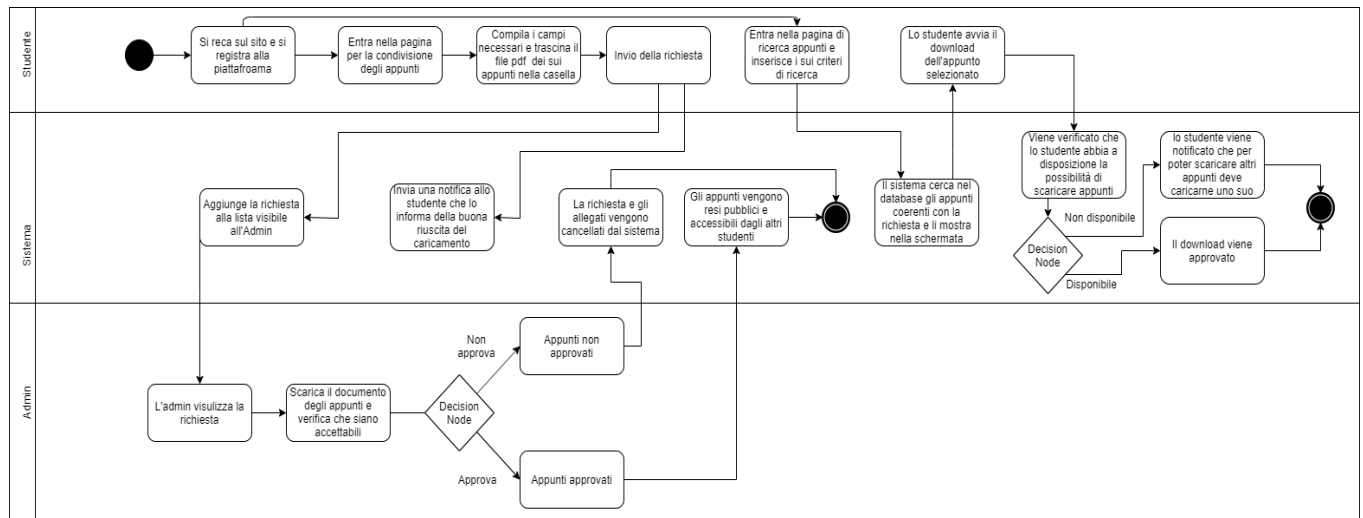 Studente
Si reca sul sito e si
registra alla
piattafroama
Entra nella pagina
per la condivisione
degli appunti
Compila i campi
necessari e trascina il
file pdf dei sui
appunti nella casella
Invio della richiesta
Entra nella pagina di
ricerca appunti e
inserisce i sui criteri
di ricerca
Lo studente avvia il
download
dell'appunto
selezionato
Sistema
Aggiunge la richiesta
alla lista visibile
all'Admin
Invia una notifica allo
studente che lo
informa della buona
riuscita del
caricamento
La richiesta e gli
allegati vengono
cancellati dal sistema
Gli appunti vengono
resi pubblici e
accessibili dagli altri
studenti
Il sistema cerca nel
database gli appunti
coerenti con la
richiesta e li mostra
nella schermata
Viene verificato che
lo studente abbia a
disposizione la
possibilità di
scaricare appunti
lo studente viene
notificato che per
poter scaricare altri
appunti deve
caricarne uno suo
Non disponibile
Decision
Node
Disponibile
Il download viene
approvato
Admin
L'admin visulizza la
richiesta
Scarica il documento
degli appunti e
verifica che siano
accettabili
Decision
Node
Non
approva
Appunti non
approvati
Approva
Appunti approvati